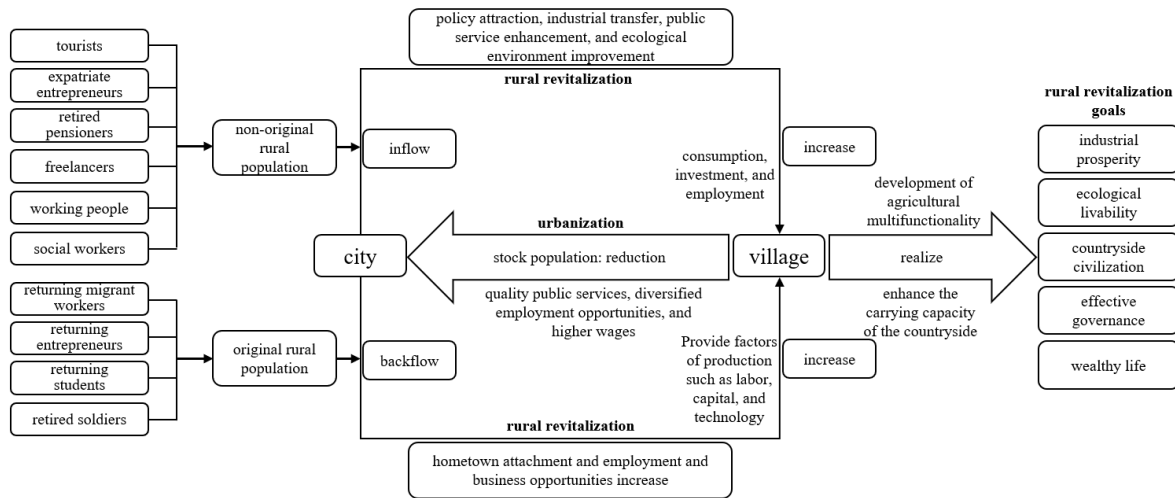 policy attraction, industrial transfer, public
service enhancement, and ecological
environment improvement
rural revitalization
tourists
expatriate
entrepreneurs
retired
pensioners
freelancers
working people
social workers
non-original
rural
population
inflow
returning migrant
workers
returning
entrepreneurs
returning
students
retired soldiers
original rural
population
backflow
city
urbanization
stock population: reduction
quality public services, diversified
employment opportunities, and
higher wages
village
consumption,
investment, and
employment
increase
Provide factors
of production
such as labor,
capital, and
technology
increase
rural revitalization
hometown attachment and employment and
business opportunities increase
development of
agricultural
multifunctionality
realize
enhance the
carrying capacity
of the countryside
rural revitalization
goals
industrial
prosperity
ecological
livability
countryside
civilization
effective
governance
wealthy life